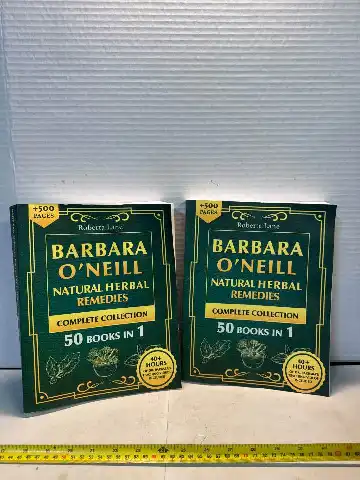 +500
PAGES
Roberta Lane
BARBARA
O'NEILL
NATURAL HERBAL
REMEDIES
COMPLETE COLLECTION
50 BOOKS IN 1
40+
HOURS
+500
PAGES
Roberta Lane
BARBARA
O'NEILL
NATURAL HERBAL
REMEDIES
COMPLETE COLLECTION
50 BOOKS IN 1
40+
HOURS